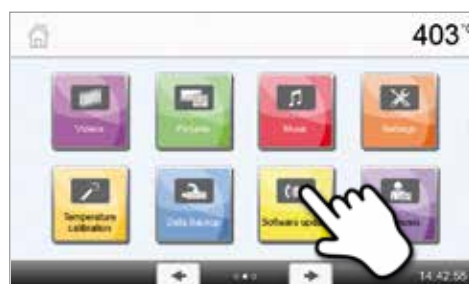 403 °C
Videos
Pictures
Music
Settings
Temperature
calibration
Data backup
Software update
14:42:55